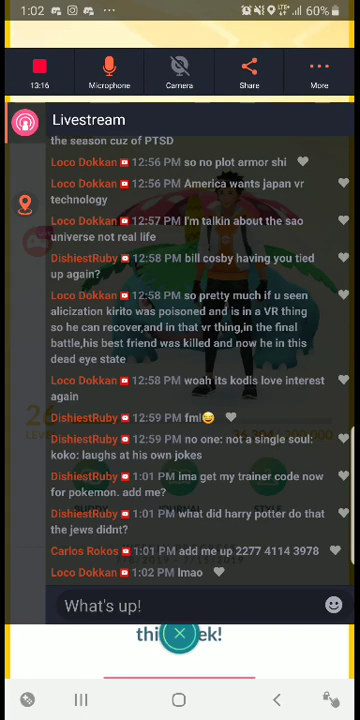 1:02 60%
13:16 Microphone Camera Share More
Livestream
the season cuz of PTSD
Loco Dokkan 12:56 PM so no plot armor shi
Loco Dokkan 12:56 PM America wants japan vr
technology
Loco Dokkan 12:57 PM I'm talkin about the sao
universe not real life
DishiestRuby 12:58 PM bill cosby having you tied
up again?
Loco Dokkan 12:58 PM so pretty much if u seen
alicization kirito was poisoned and is in a VR thing
so he can recover,and in that vr thing,in the final
battle,his best friend was killed and now he in this
dead eye state
Loco Dokkan 12:58 PM woah its kodis love interest
again
DishiestRuby 12:59 PM fml😅
DishiestRuby 12:59 PM no one: not a single soul:
koko: laughs at his own jokes
DishiestRuby 1:01 PM ima get my trainer code now
for pokemon. add me?
DishiestRuby 1:01 PM what did harry potter do that
the jews didnt?
Carlos Rokos 1:01 PM add me up 2277 4114 3978
Loco Dokkan 1:02 PM lmao
What's up!
thi ek!